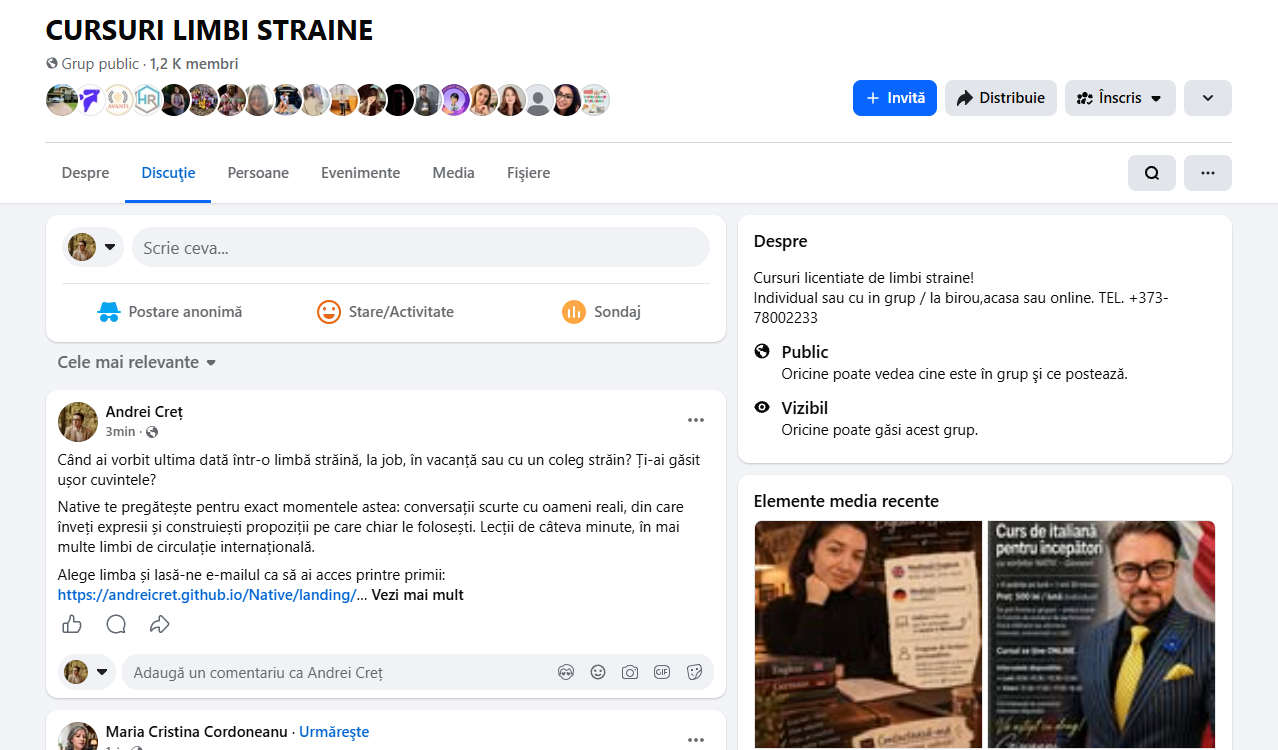 CURSURI LIMBI STRAINE
Grup public · 1,2 K membri
AVANTI
HR
Invită
Distribuie
Înscris
Despre
Discuție
Persoane
Evenimente
Media
Fișiere
Scrie ceva...
Postare anonimă
Stare/Activitate
Sondaj
Cele mai relevante
Andrei Creț
3min ·
Când ai vorbit ultima dată într-o limbă străină, la job, în vacanță sau cu un coleg străin? Ți-ai găsit
ușor cuvintele?
Native te pregătește pentru exact momentele astea: conversații scurte cu oameni reali, din care
înveți expresii și construiești propoziții pe care chiar le folosești. Lecții de câteva minute, în mai
multe limbi de circulație internațională.
Alege limba și lasă-ne e-mailul ca să ai acces printre primii:
https://andreicret.github.io/Native/landing/... Vezi mai mult
Adaugă un comentariu ca Andrei Creț
GIF
Maria Cristina Cordoneanu · Urmărește
Despre
Cursuri licentiate de limbi straine!
Individual sau cu in grup / la birou,acasa sau online. TEL. +373-
78002233
Public
Oricine poate vedea cine este în grup şi ce postează.
Vizibil
Oricine poate găsi acest grup.
Elemente media recente
Curs de italiană
pentru începători
Cursul se ține ONLINE